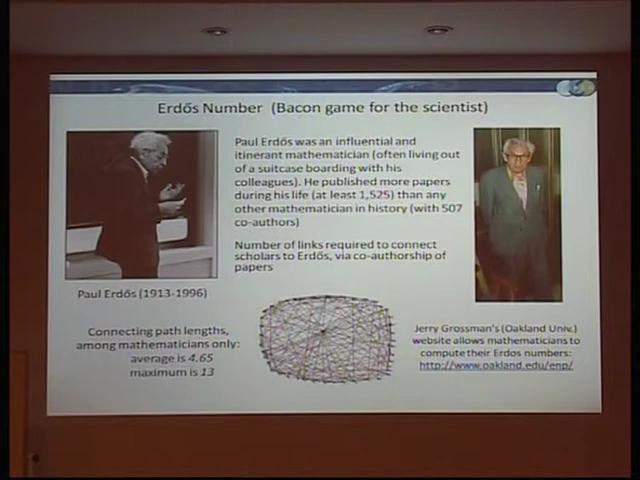 Erdős Number (Bacon game for the scientist)
Paul Erdős was an influential and
itinerant mathematician (often living out
of a suitcase boarding with his
colleagues). He published more papers
during his life (at least 1,525) than any
other mathematician in history (with 507
co-authors)
Number of links required to connect
scholars to Erdős, via co-authorship of
papers
Paul Erdős (1913-1996)
Connecting path lengths,
among mathematicians only:
average is 4.65
maximum is 13
Jerry Grossman's (Oakland Univ.)
website allows mathematicians to
compute their Erdos numbers:
http://www.oakland.edu/enp/